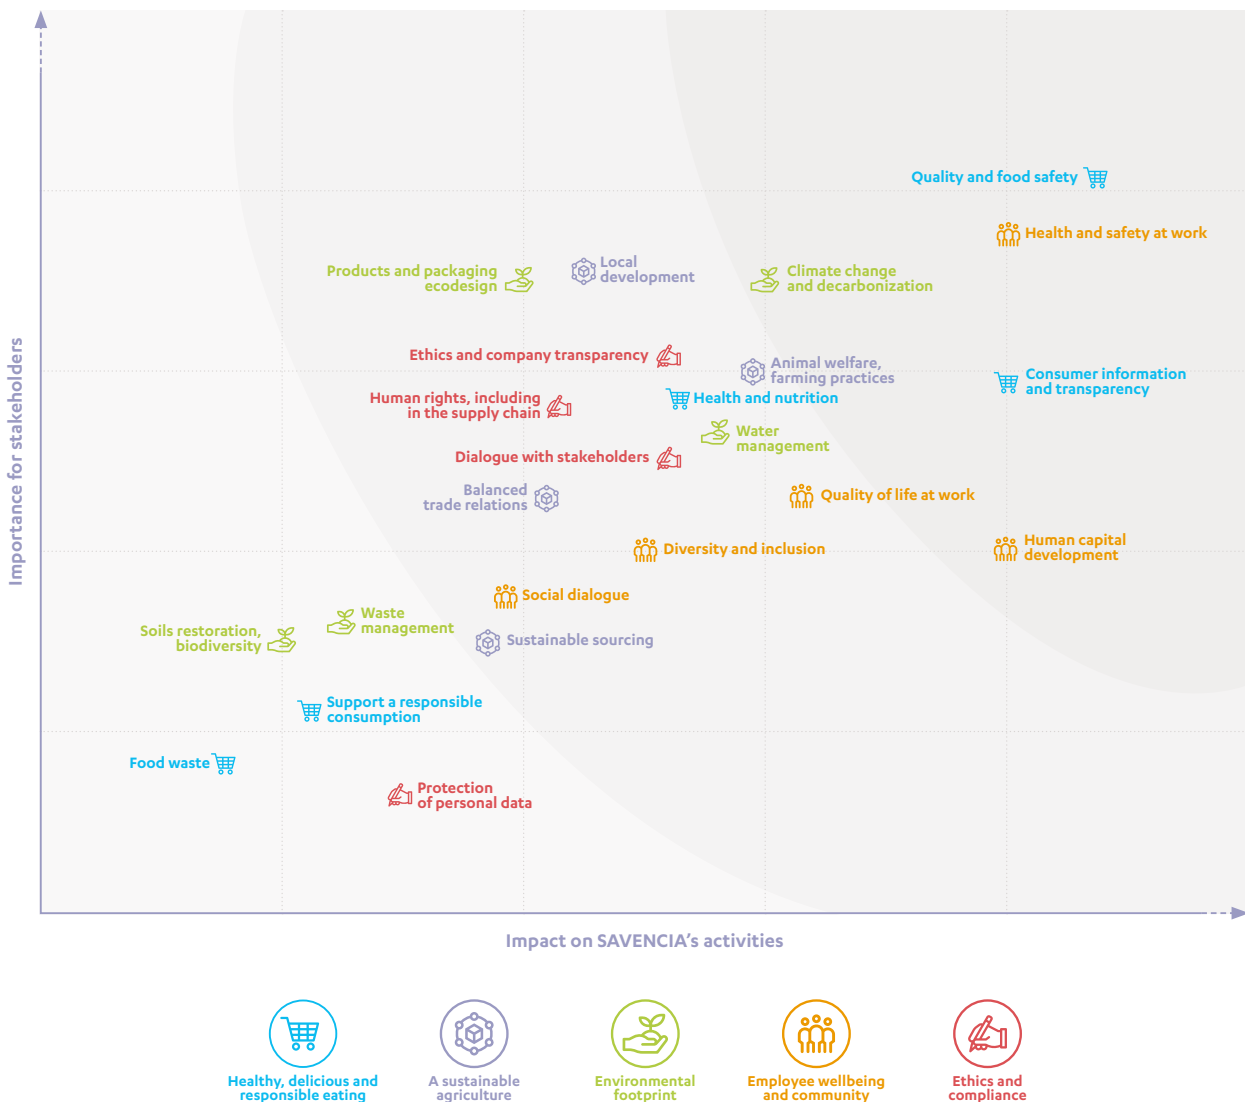 Importance for stakeholders
Quality and food safety
Health and safety at work
Products and packaging
ecodesign
Local
development
Climate change
and decarbonization
Ethics and company transparency
Animal welfare,
farming practices
Consumer information
and transparency
Human rights, including
in the supply chain
Health and nutrition
Water
management
Dialogue with stakeholders
Balanced
trade relations
Quality of life at work
Diversity and inclusion
Human capital
development
Social dialogue
Waste
management
Soils restoration,
biodiversity
Sustainable sourcing
Support a responsible
consumption
Food waste
Protection
of personal data
Impact on SAVENCIA's activities
Healthy, delicious and
responsible eating
A sustainable
agriculture
Environmental
footprint
Employee wellbeing
and community
Ethics and
compliance